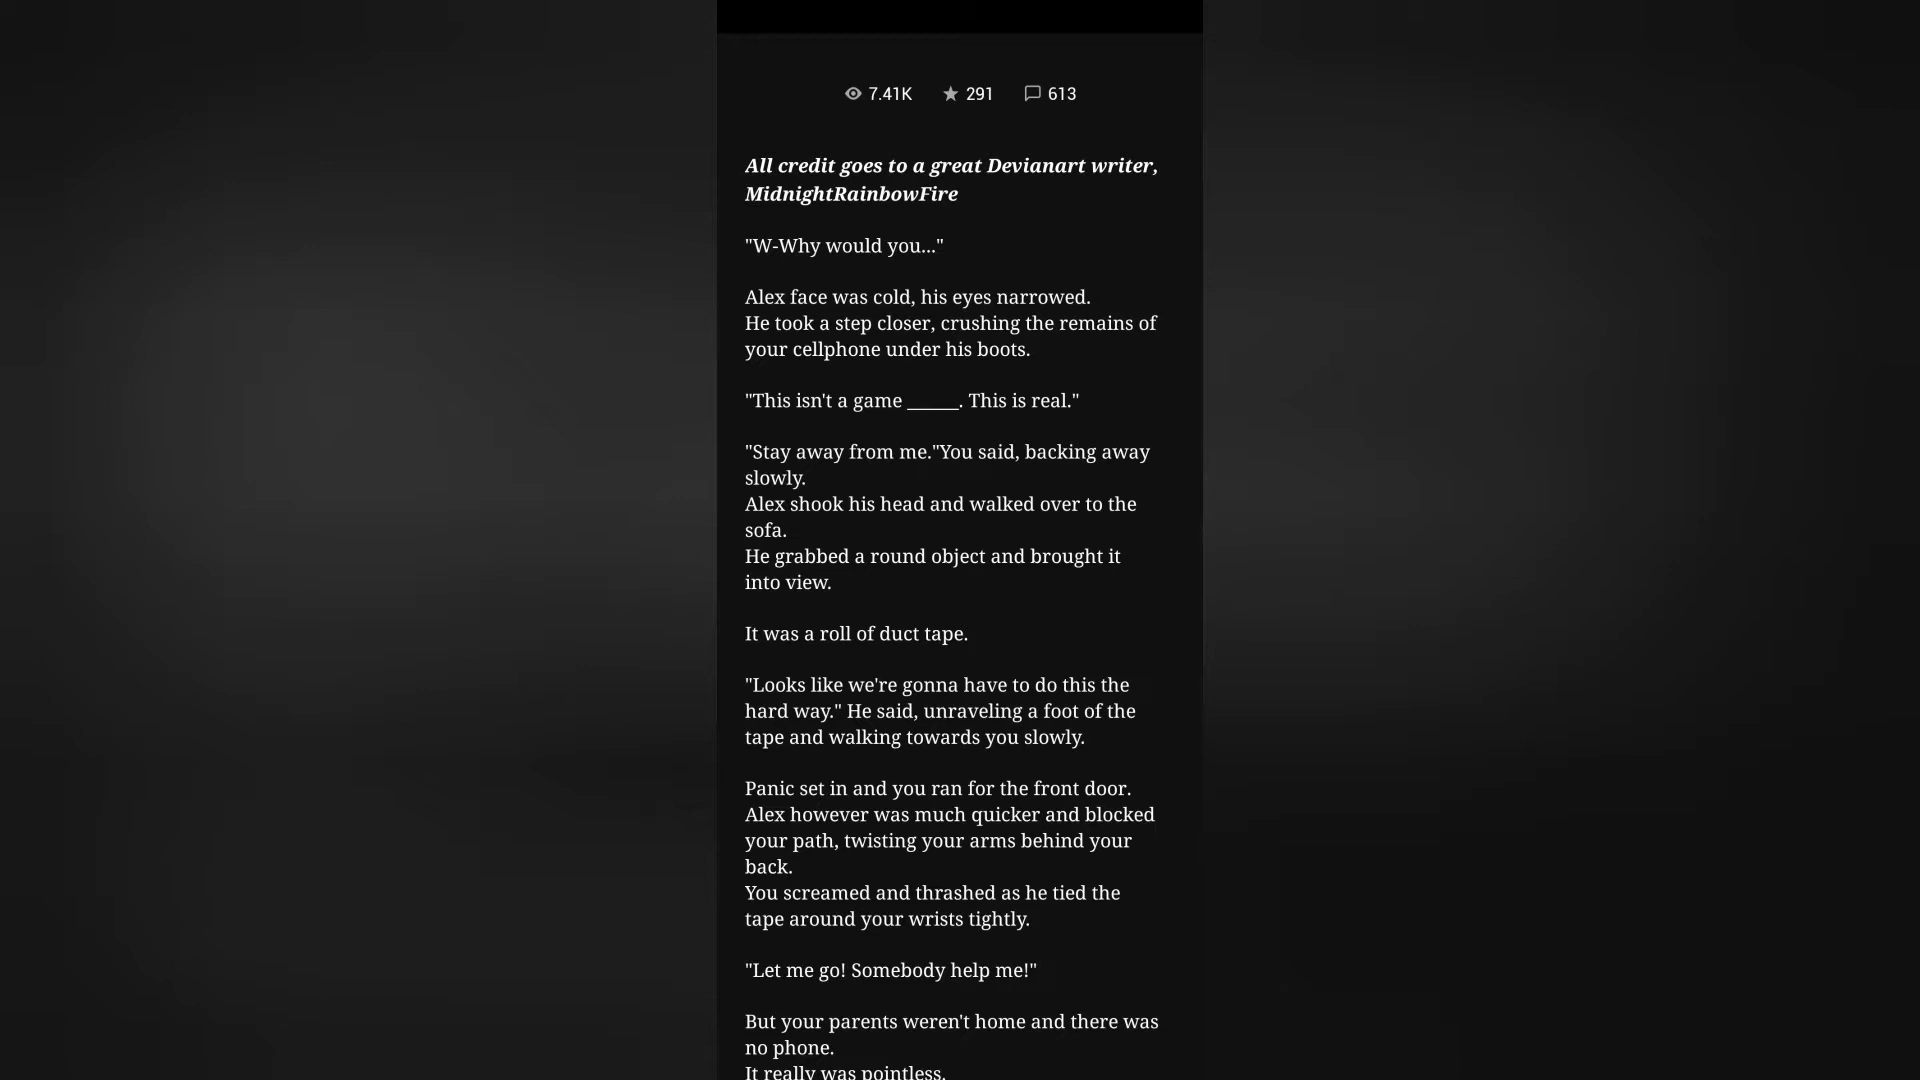 7.41K 291 613
All credit goes to a great Devianart writer,
MidnightRainbowFire
"W-Why would you..."
Alex face was cold, his eyes narrowed.
He took a step closer, crushing the remains of
your cellphone under his boots.
"This isn't a game ______. This is real."
"Stay away from me."You said, backing away
slowly.
Alex shook his head and walked over to the
sofa.
He grabbed a round object and brought it
into view.
It was a roll of duct tape.
"Looks like we're gonna have to do this the
hard way." He said, unraveling a foot of the
tape and walking towards you slowly.
Panic set in and you ran for the front door.
Alex however was much quicker and blocked
your path, twisting your arms behind your
back.
You screamed and thrashed as he tied the
tape around your wrists tightly.
"Let me go! Somebody help me!"
But your parents weren't home and there was
no phone.
It really was pointless.